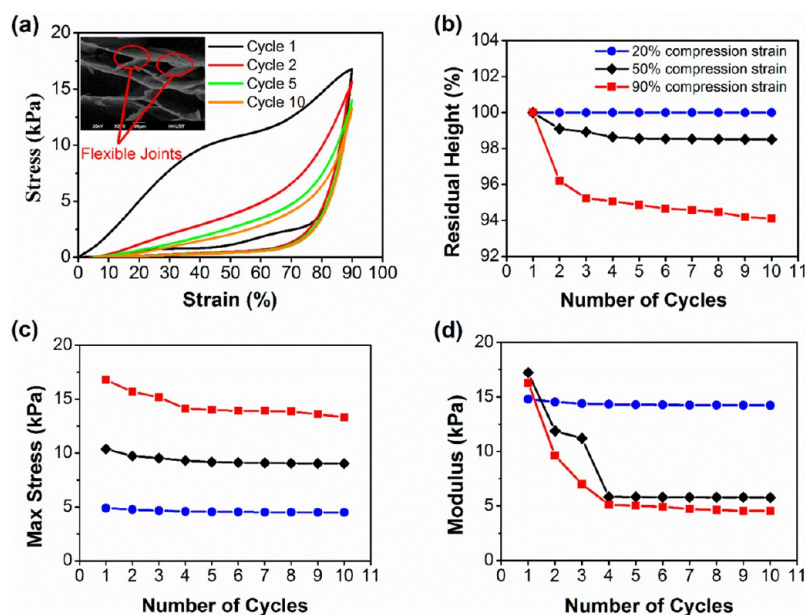 (a)
Stress (kPa)
20
15
10
5
0
Cycle 1
Cycle 2
Cycle 5
Cycle 10
HKUST
Flexible Joints
0 10 20 30 40 50 60 70 80 90 100
Strain (%)
(b)
Residual Height (%)
104
102
100
98
96
94
92
20% compression strain
50% compression strain
90% compression strain
0 1 2 3 4 5 6 7 8 9 10 11
Number of Cycles
(c)
Max Stress (kPa)
20
15
10
5
0
0 1 2 3 4 5 6 7 8 9 10 11
Number of Cycles
(d)
Modulus (kPa)
20
15
10
5
0
0 1 2 3 4 5 6 7 8 9 10 11
Number of Cycles